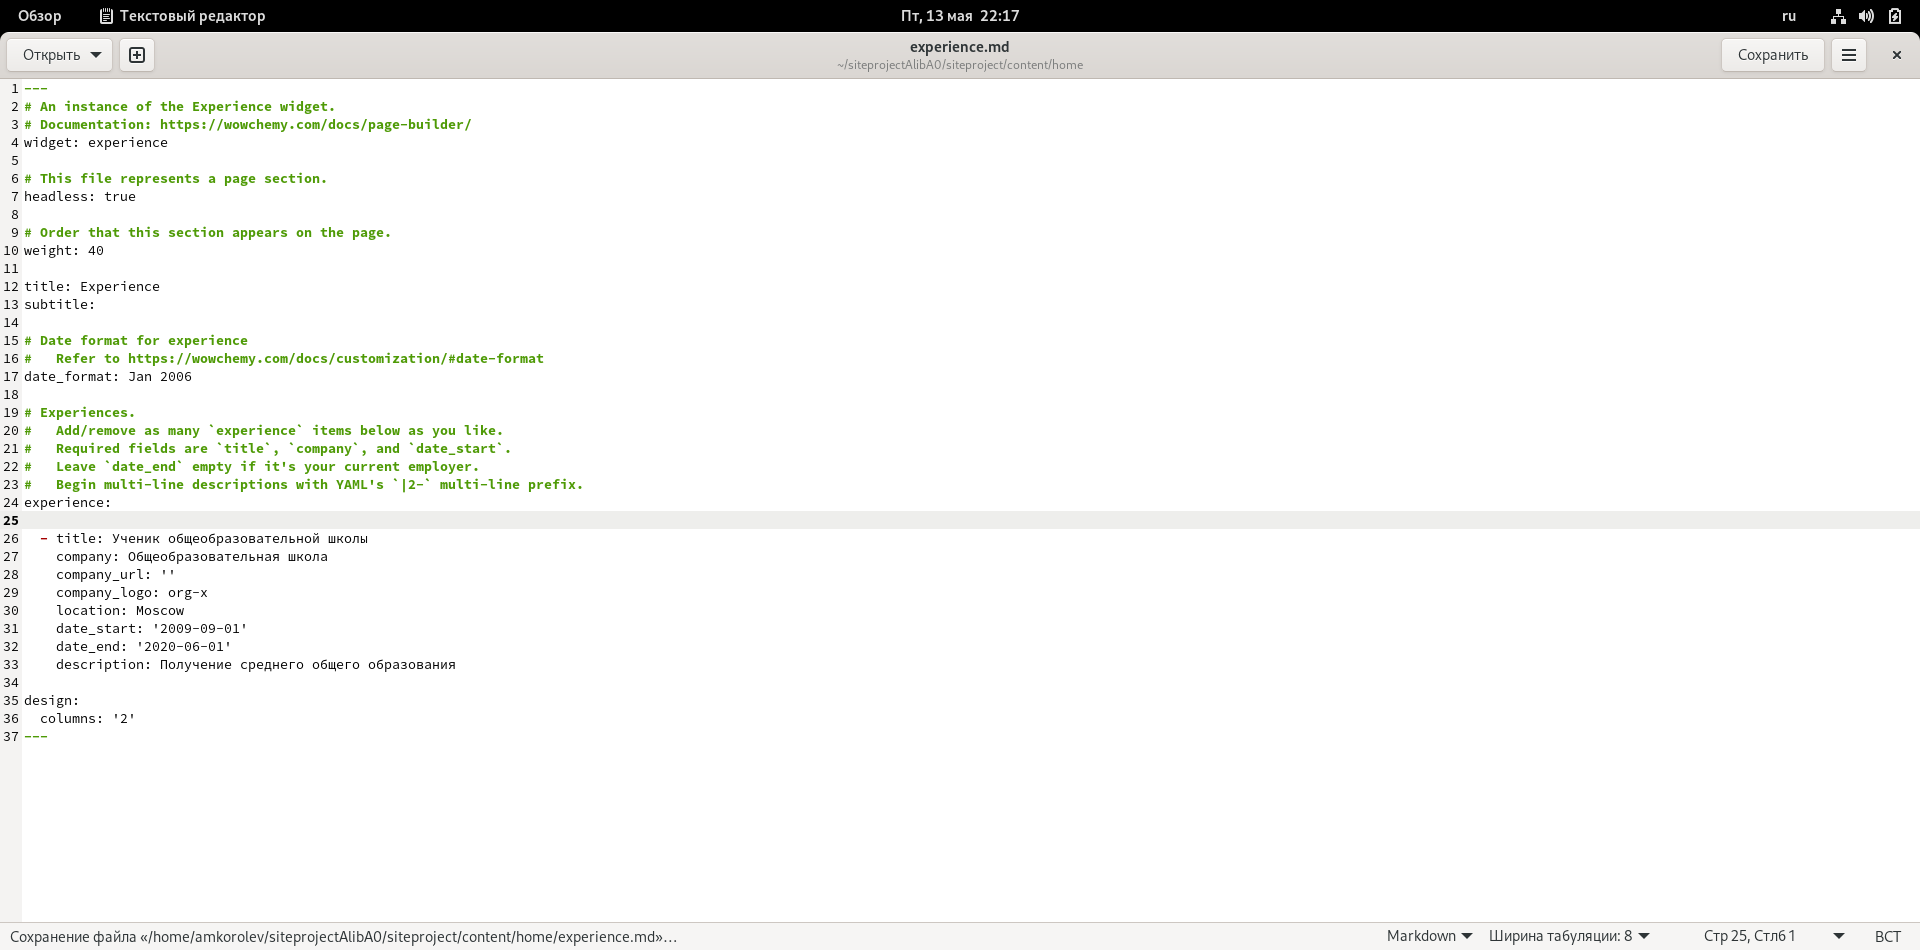 Обзор Текстовый редактор Пт, 13 мая 22:17 ru
Открыть experience.md Сохранить
~/siteprojectAlibA0/siteproject/content/home
1 ---
2 # An instance of the Experience widget.
3 # Documentation: https://wowchemy.com/docs/page-builder/
4 widget: experience
5
6 # This file represents a page section.
7 headless: true
8
9 # Order that this section appears on the page.
10 weight: 40
11
12 title: Experience
13 subtitle:
14
15 # Date format for experience
16 #   Refer to https://wowchemy.com/docs/customization/#date-format
17 date_format: Jan 2006
18
19 # Experiences.
20 #   Add/remove as many `experience` items below as you like.
21 #   Required fields are `title`, `company`, and `date_start`.
22 #   Leave `date_end` empty if it's your current employer.
23 #   Begin multi-line descriptions with YAML's `|2-` multi-line prefix.
24 experience:
25
26   - title: Ученик общеобразовательной школы
27     company: Общеобразовательная школа
28     company_url: ''
29     company_logo: org-x
30     location: Moscow
31     date_start: '2009-09-01'
32     date_end: '2020-06-01'
33     description: Получение среднего общего образования
34
35 design:
36   columns: '2'
37 ---
Сохранение файла «/home/amkorolev/siteprojectAlibA0/siteproject/content/home/experience.md»… Markdown Ширина табуляции: 8 Стр 25, Стлб 1 ВСТ